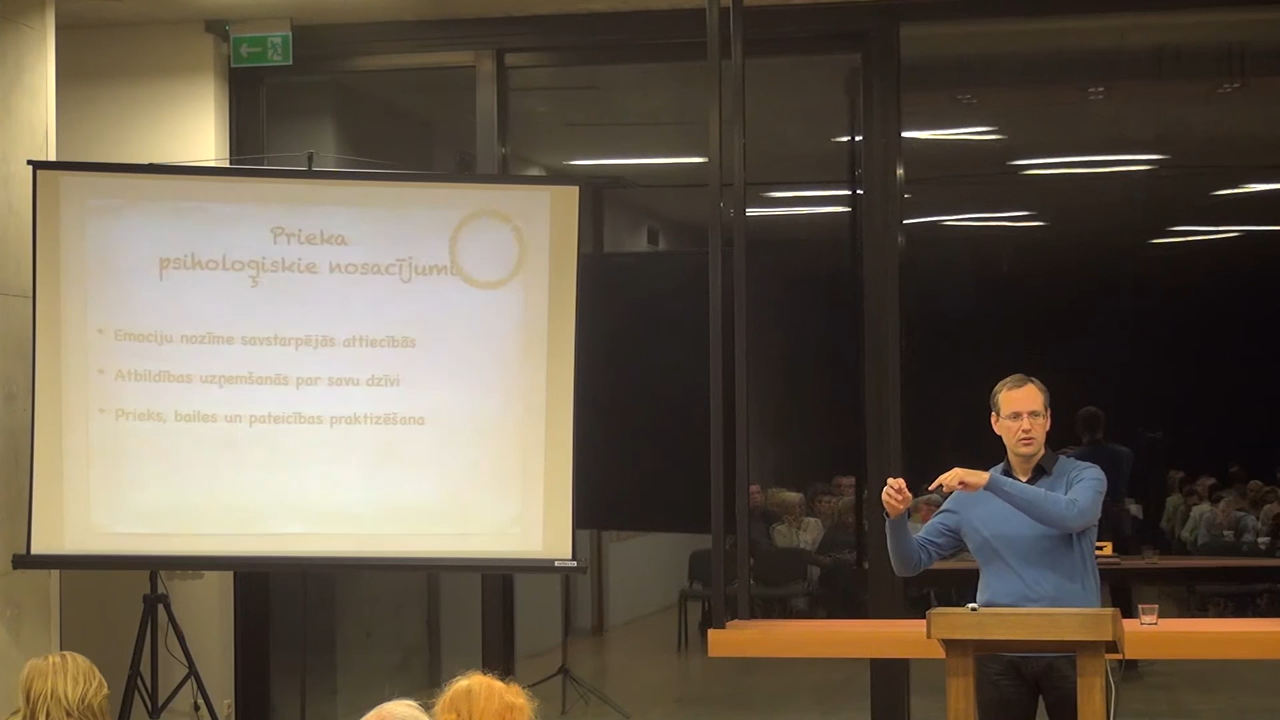 Prieka
psiholoģiskie nosacījumi
* Emociju nozīme savstarpējās attiecībās
* Atbildības uzņemšanās par savu dzīvi
* Prieks, bailes un pateicības praktizēšana